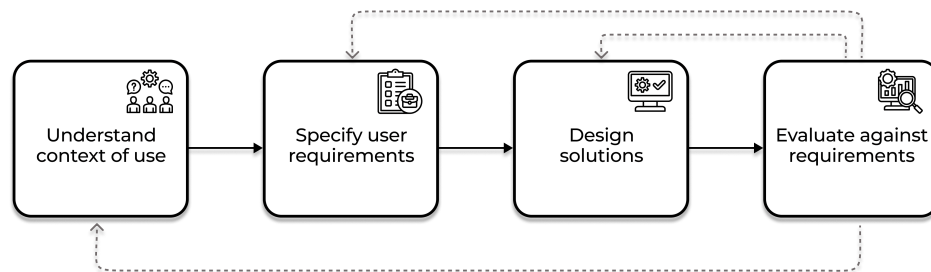 Understand
context of use
Specify user
requirements
Design
solutions
Evaluate against
requirements